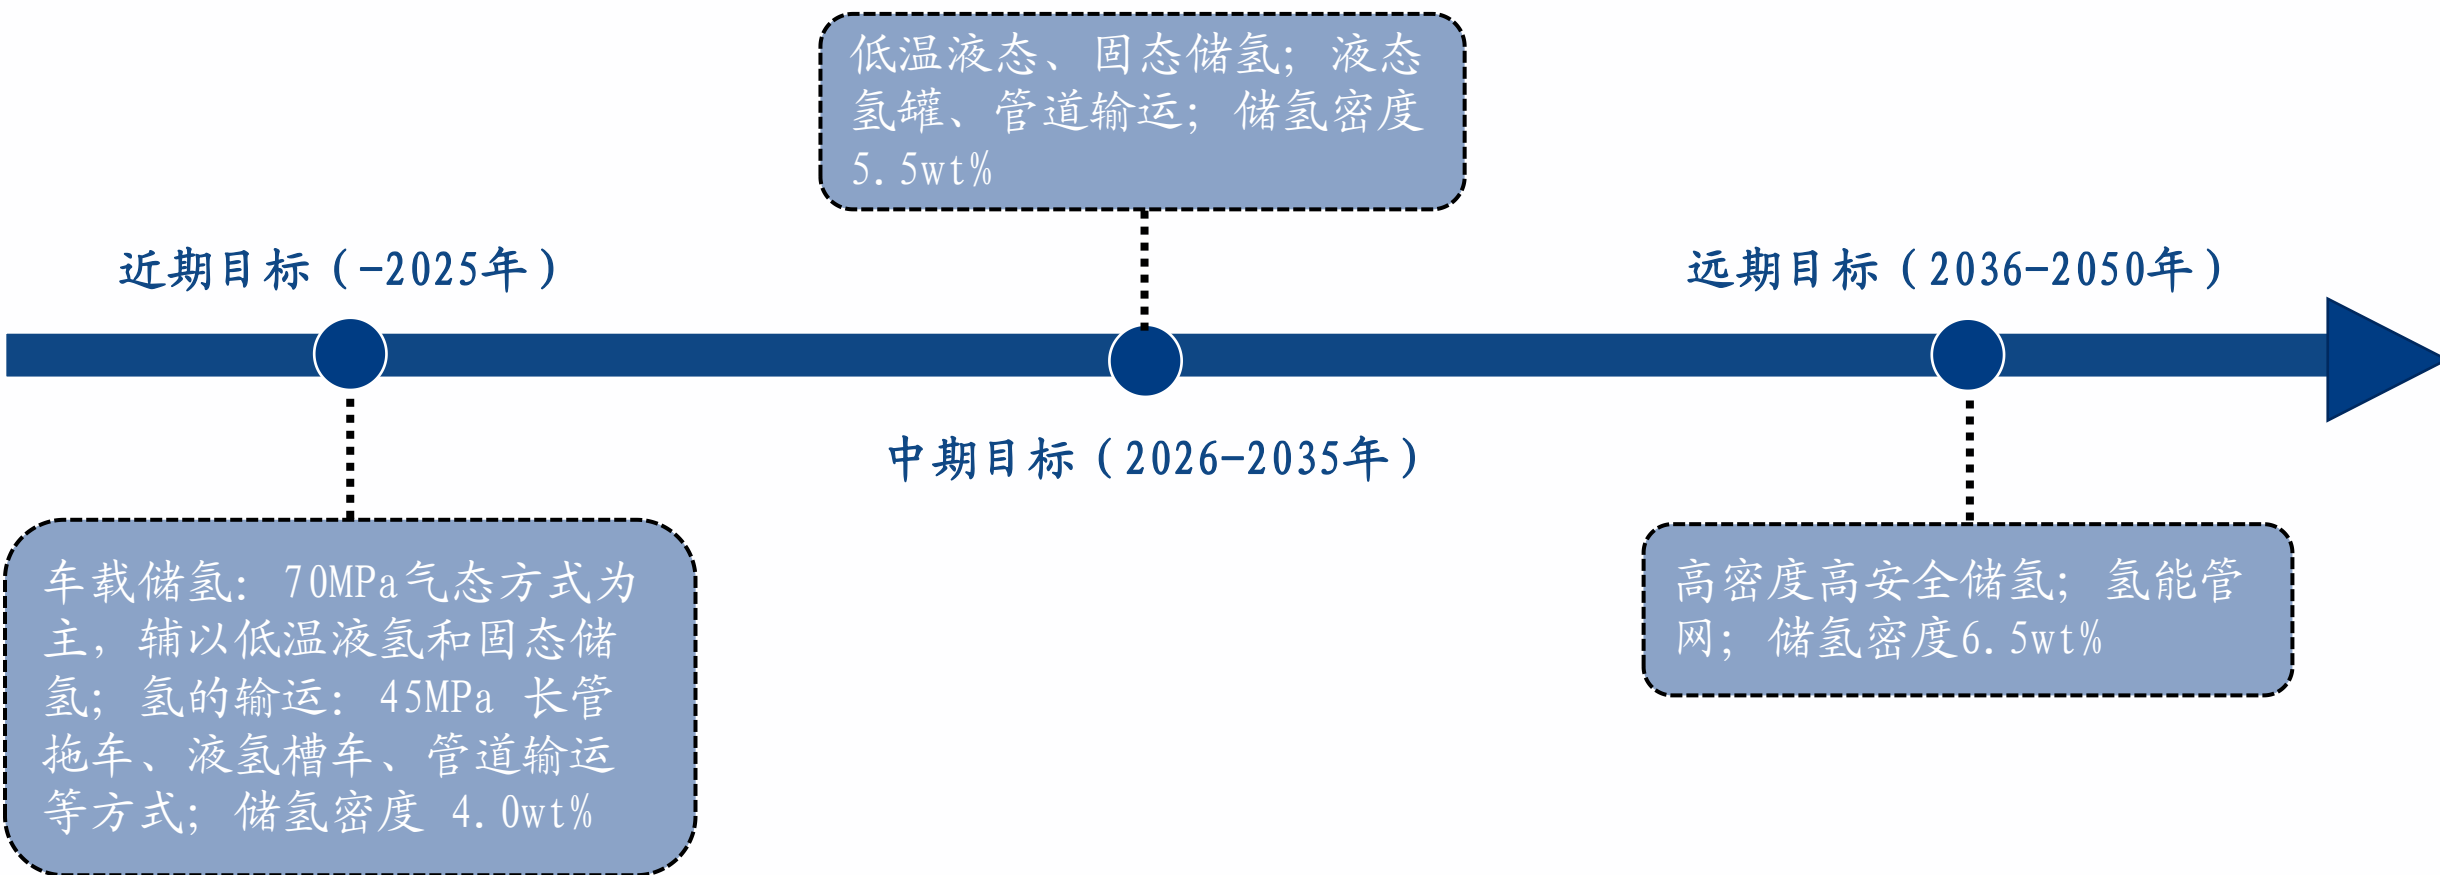 低温液态、固态储氢；液态
氢罐、管道输运；储氢密度
5.5wt%
近期目标（-2025年）
远期目标（2036-2050年）
中期目标（2026-2035年）
车载储氢：70MPa气态方式为
主，辅以低温液氢和固态储
氢；氢的输运：45MPa 长管
拖车、液氢槽车、管道输运
等方式；储氢密度 4.0wt%
高密度高安全储氢；氢能管
网；储氢密度6.5wt%